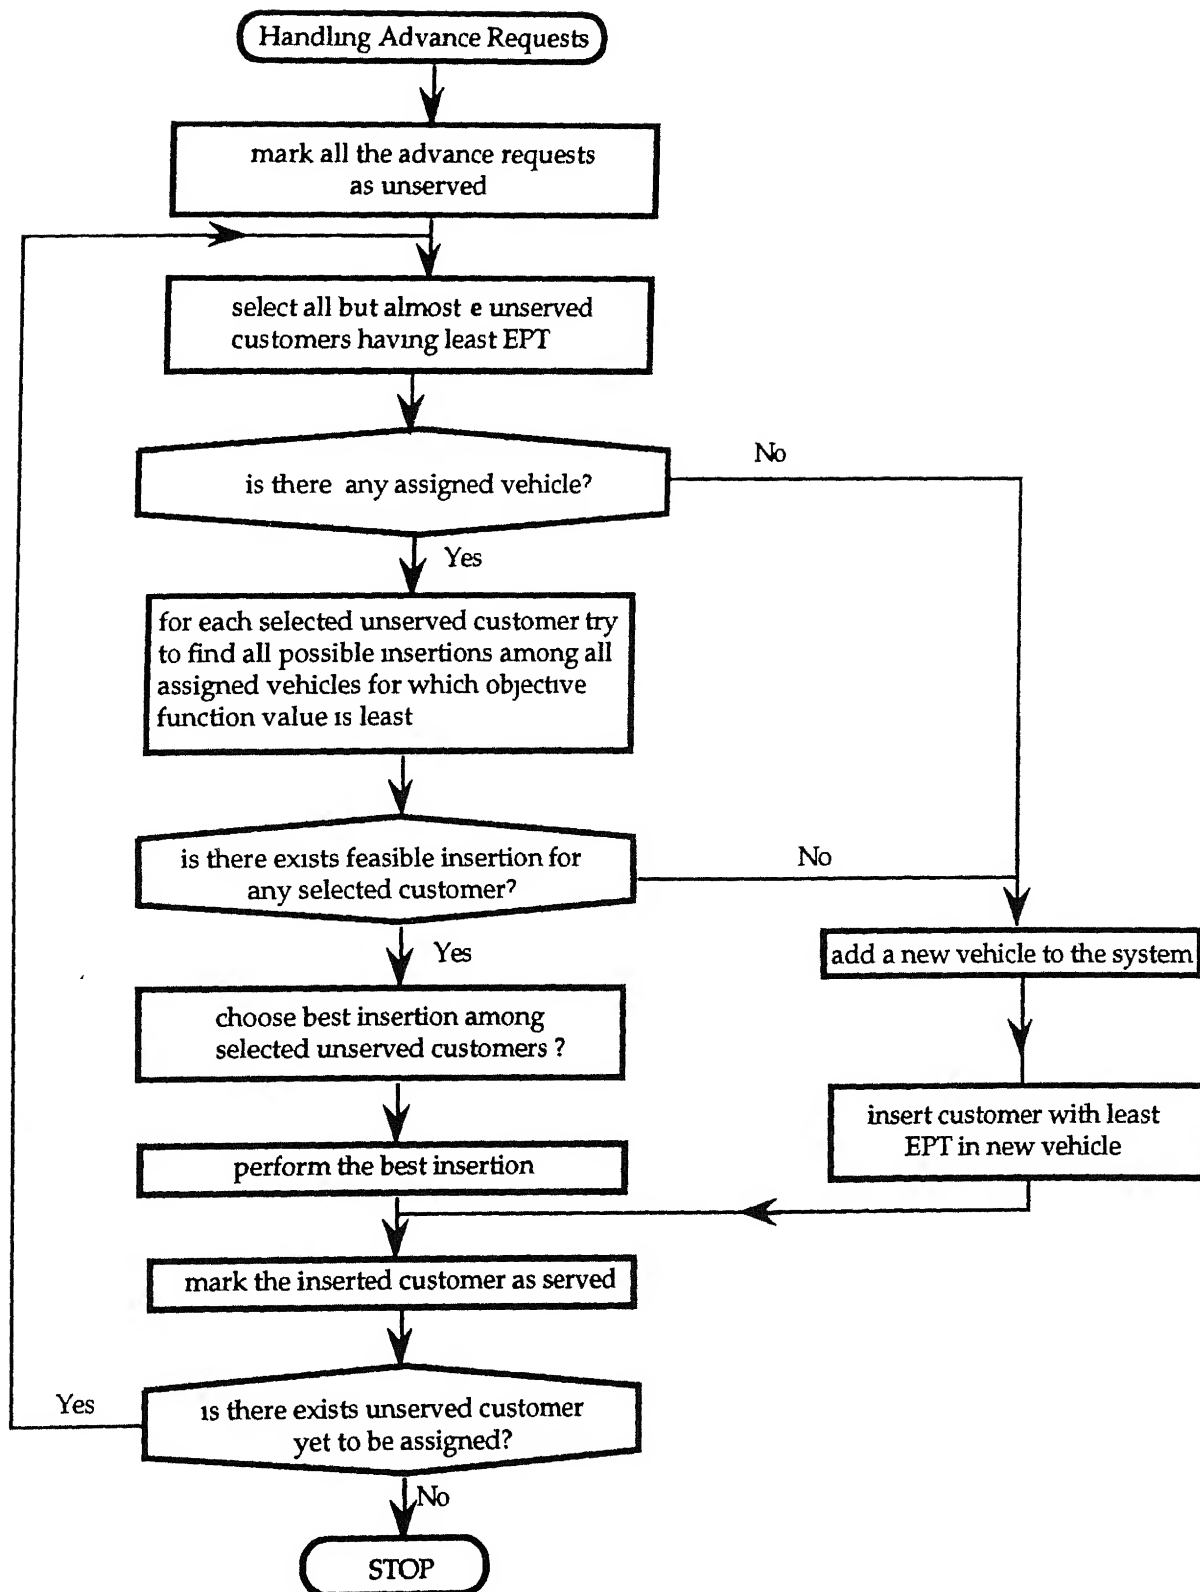 Handling Advance Requests
mark all the advance requests
as unserved
select all but almost e unserved
customers having least EPT
is there any assigned vehicle?
No
Yes
for each selected unserved customer try
to find all possible insertions among all
assigned vehicles for which objective
function value is least
is there exists feasible insertion for
any selected customer?
No
Yes
add a new vehicle to the system
choose best insertion among
selected unserved customers ?
insert customer with least
EPT in new vehicle
perform the best insertion
mark the inserted customer as served
is there exists unserved customer
yet to be assigned?
Yes
No
STOP